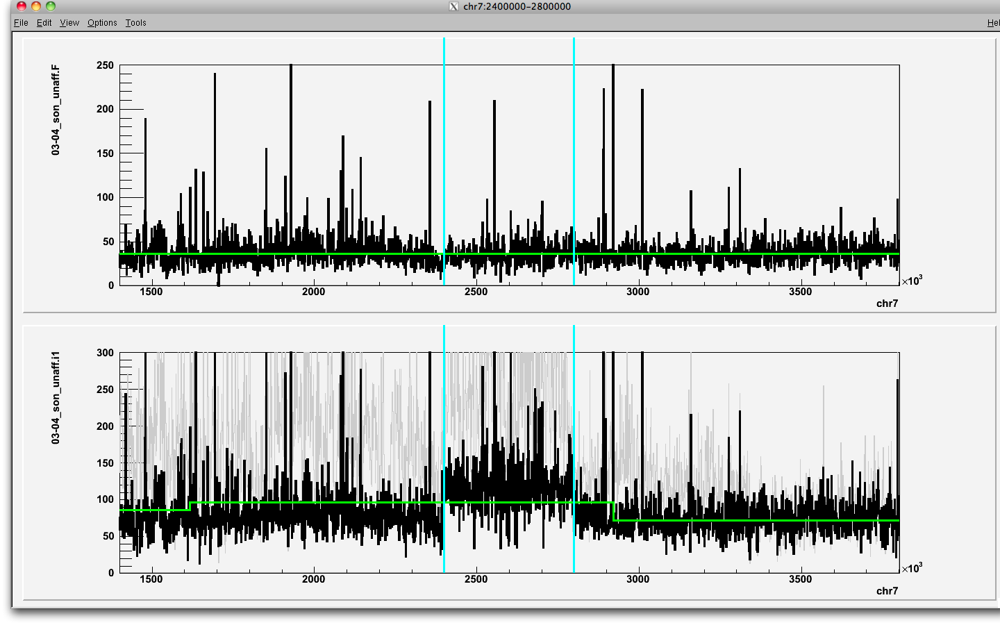 chr7:2400000-2800000
File Edit View Options Tools Hel
03-04_son_unaff.F
250
200
150
100
50
0
1500 2000 2500 3000 3500 ×10³
chr7
03-04_son_unaff.i1
300
250
200
150
100
50
0
1500 2000 2500 3000 3500 ×10³
chr7